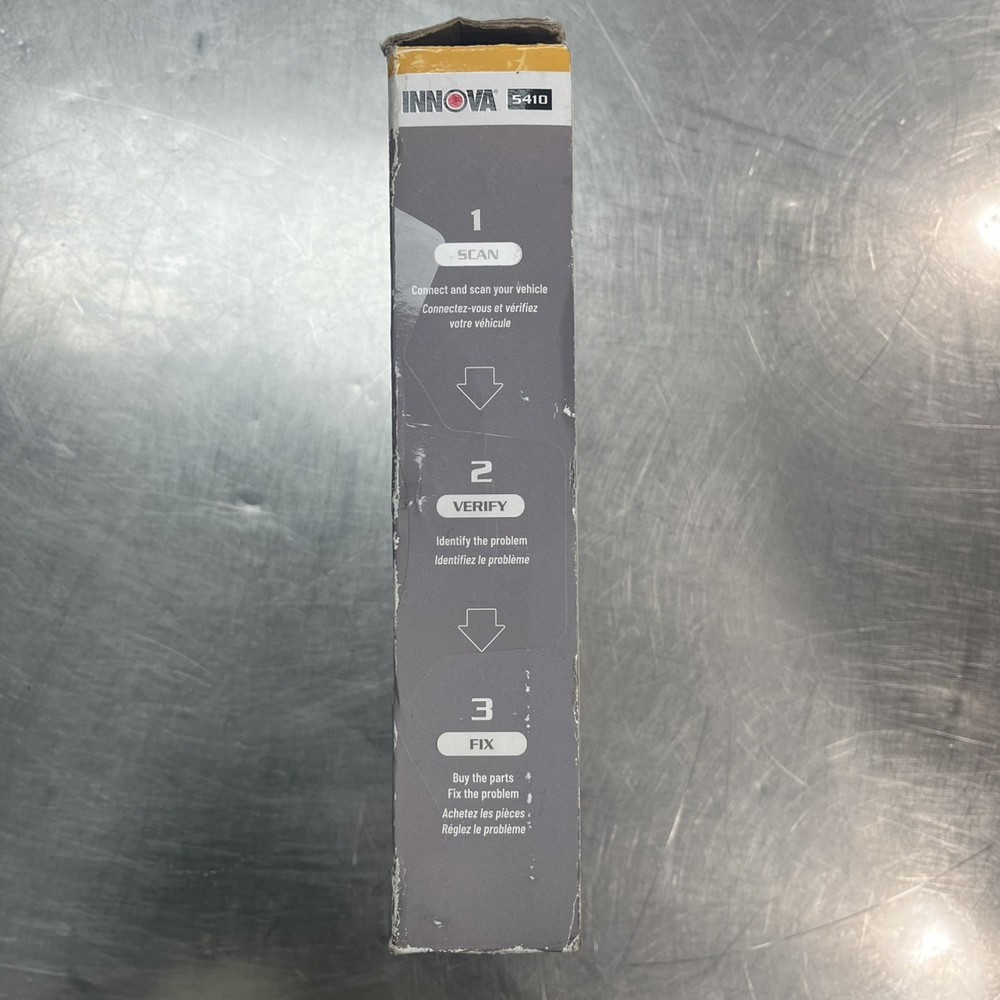 INNOVA 5410
1
SCAN
Connect and scan your vehicle
Connectez-vous et vérifiez
votre véhicule
2
VERIFY
Identify the problem
Identifiez le problème
3
FIX
Buy the parts
Fix the problem
Achetez les pièces
Réglez le problème